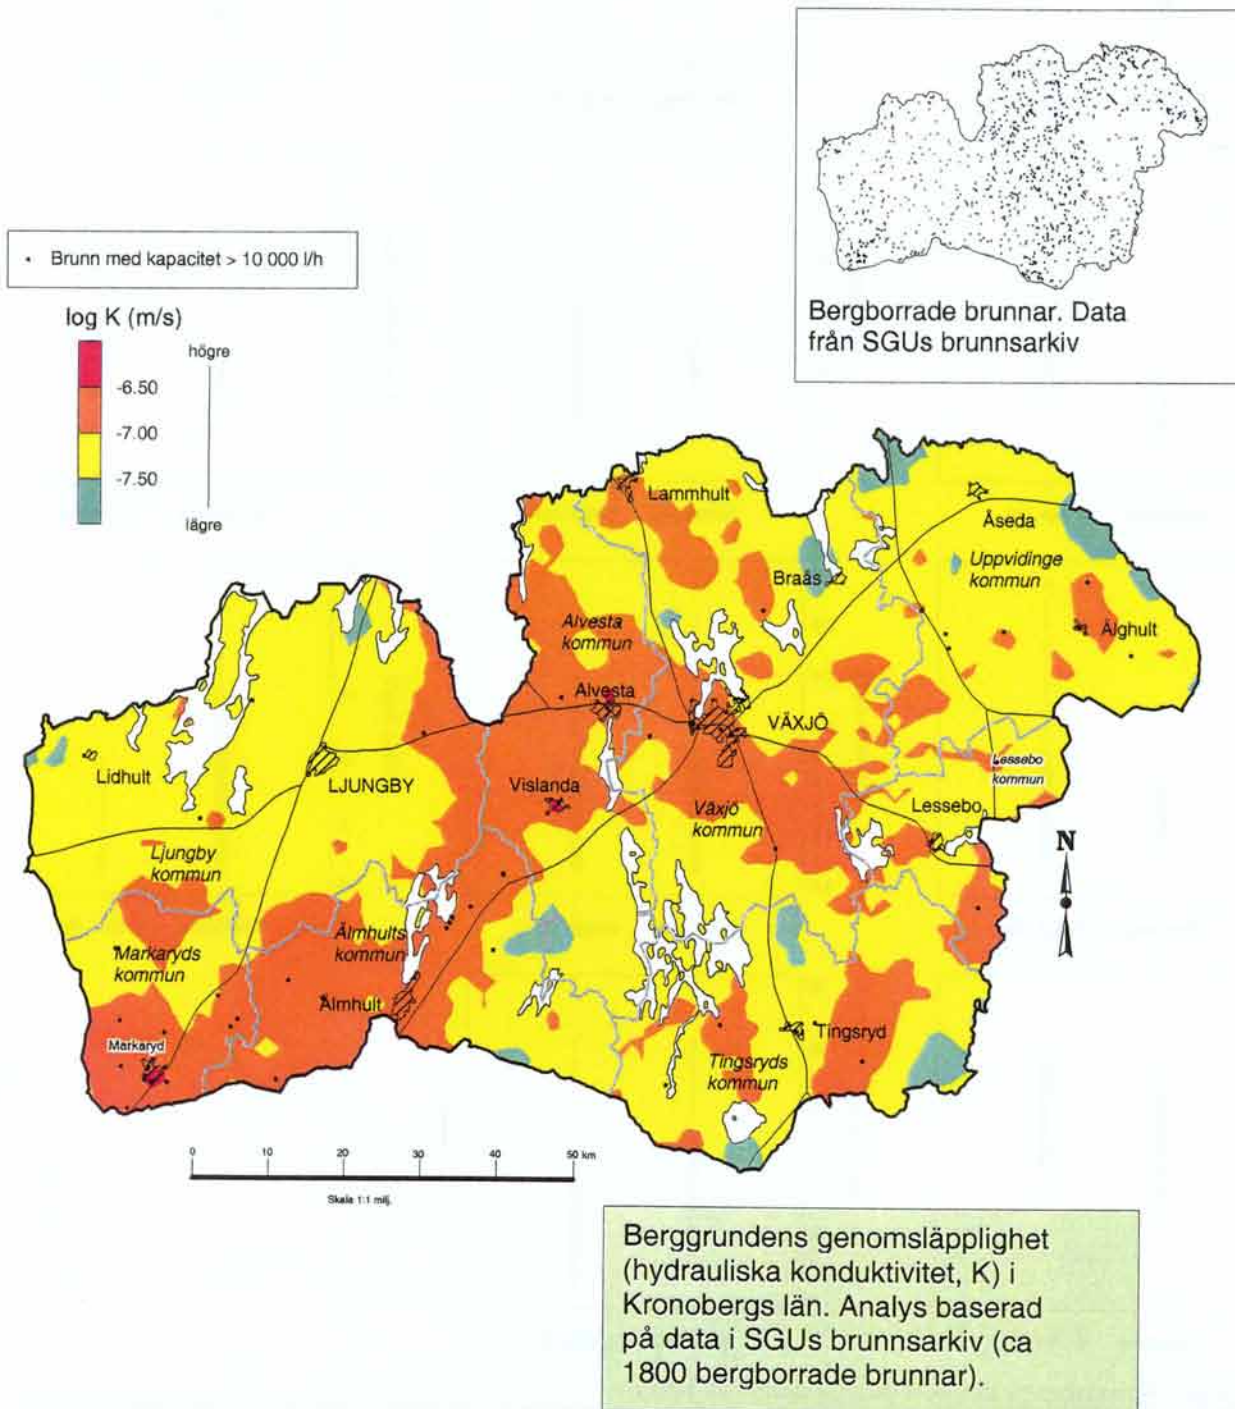 Bergborrade brunnar. Data
från SGUs brunnsarkiv
Brunn med kapacitet > 10 000 l/h
log K (m/s)
högre
-6.50
-7.00
-7.50
lägre
Lammhult
Åseda
Braås
Uppvidinge
kommun
Älghult
Alvesta
kommun
Alvesta
VÄXJÖ
Lidhult
LJUNGBY
Vislanda
Växjö
kommun
Lessebo
kommun
Lessebo
Ljungby
kommun
N
Markaryds
kommun
Älmhults
kommun
Älmhult
Markaryd
Tingsryd
Tingsryds
kommun
0 10 20 30 40 50 km
Skala 1:1 milj.
Berggrundens genomsläpplighet
(hydrauliska konduktivitet, K) i
Kronobergs län. Analys baserad
på data i SGUs brunnsarkiv (ca
1800 bergborrade brunnar).